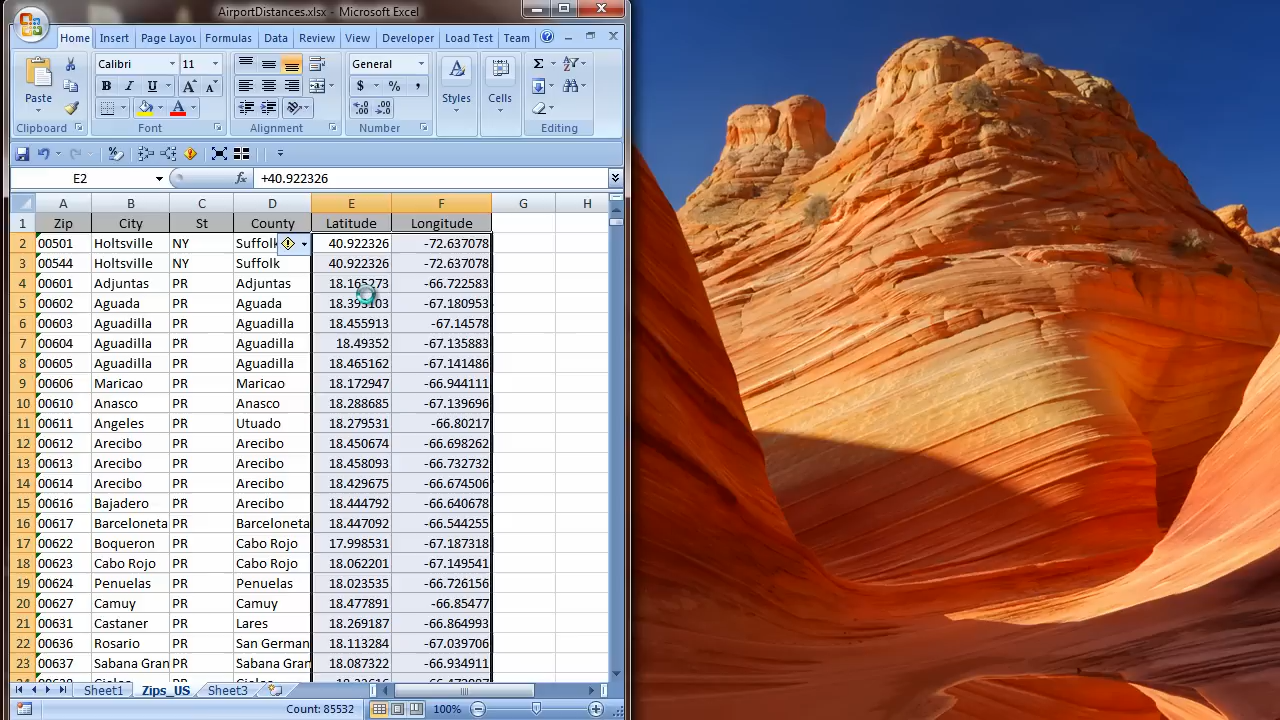 AirportDistances.xlsx - Microsoft Excel
Home Insert Page Layou Formulas Data Review View Developer Load Test Team
Calibri 11 General
Paste Styles Cells
Clipboard Font Alignment Number Editing
E2 fx +40.922326
A B C D E F G H
1 Zip City St County Latitude Longitude
2 00501 Holtsville NY Suffolk 40.922326 -72.637078
3 00544 Holtsville NY Suffolk 40.922326 -72.637078
4 00601 Adjuntas PR Adjuntas -66.722583
5 00602 Aguada PR Aguada -67.180953
6 00603 Aguadilla PR Aguadilla 18.455913 -67.14578
7 00604 Aguadilla PR Aguadilla 18.49352 -67.135883
8 00605 Aguadilla PR Aguadilla 18.465162 -67.141486
9 00606 Maricao PR Maricao 18.172947 -66.944111
10 00610 Anasco PR Anasco 18.288685 -67.139696
11 00611 Angeles PR Utuado 18.279531 -66.80217
12 00612 Arecibo PR Arecibo 18.450674 -66.698262
13 00613 Arecibo PR Arecibo 18.458093 -66.732732
14 00614 Arecibo PR Arecibo 18.429675 -66.674506
15 00616 Bajadero PR Arecibo 18.444792 -66.640678
16 00617 Barceloneta PR Barceloneta 18.447092 -66.544255
17 00622 Boqueron PR Cabo Rojo 17.998531 -67.187318
18 00623 Cabo Rojo PR Cabo Rojo 18.062201 -67.149541
19 00624 Penuelas PR Penuelas 18.023535 -66.726156
20 00627 Camuy PR Camuy 18.477891 -66.85477
21 00631 Castaner PR Lares 18.269187 -66.864993
22 00636 Rosario PR San German 18.113284 -67.039706
23 00637 Sabana Gran PR Sabana Gran 18.087322 -66.934911
Sheet1 Zips_US Sheet3
Count: 85532 100%